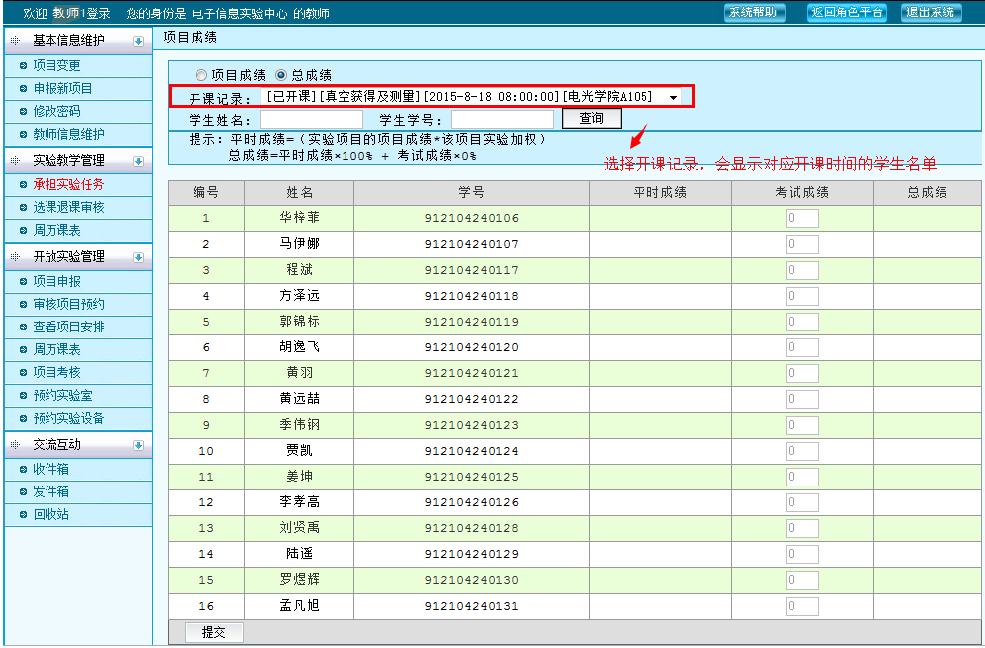 欢迎 教师1登录 您的身份是 电子信息实验中心 的教师
系统帮助 返回角色平台 退出系统
基本信息维护
项目变更
申报新项目
修改密码
教师信息维护
实验教学管理
承担实验任务
选课退课审核
周历课表
开放实验管理
项目申报
审核项目预约
查看项目安排
周历课表
项目考核
预约实验室
预约实验设备
交流互动
收件箱
发件箱
回收站
项目成绩
项目成绩 总成绩
开课记录： [已开课][真空获得及测量][2015-8-18 08:00:00][电光学院A105]
学生姓名： 学生学号： 查询
提示：平时成绩=（实验项目的项目成绩*该项目实验加权）
总成绩=平时成绩×100% + 考试成绩×0%
选择开课记录，会显示对应开课时间的学生名单
编号 姓名 学号 平时成绩 考试成绩 总成绩
1 华梓菲 912104240106 0
2 马伊娜 912104240107 0
3 程斌 912104240117 0
4 方泽远 912104240118 0
5 郭锦标 912104240119 0
6 胡逸飞 912104240120 0
7 黄羽 912104240121 0
8 黄远喆 912104240122 0
9 季伟钢 912104240123 0
10 贾凯 912104240124 0
11 姜坤 912104240125 0
12 李孝高 912104240126 0
13 刘贤禹 912104240128 0
14 陆遥 912104240129 0
15 罗煜辉 912104240130 0
16 孟凡旭 912104240131 0
提交